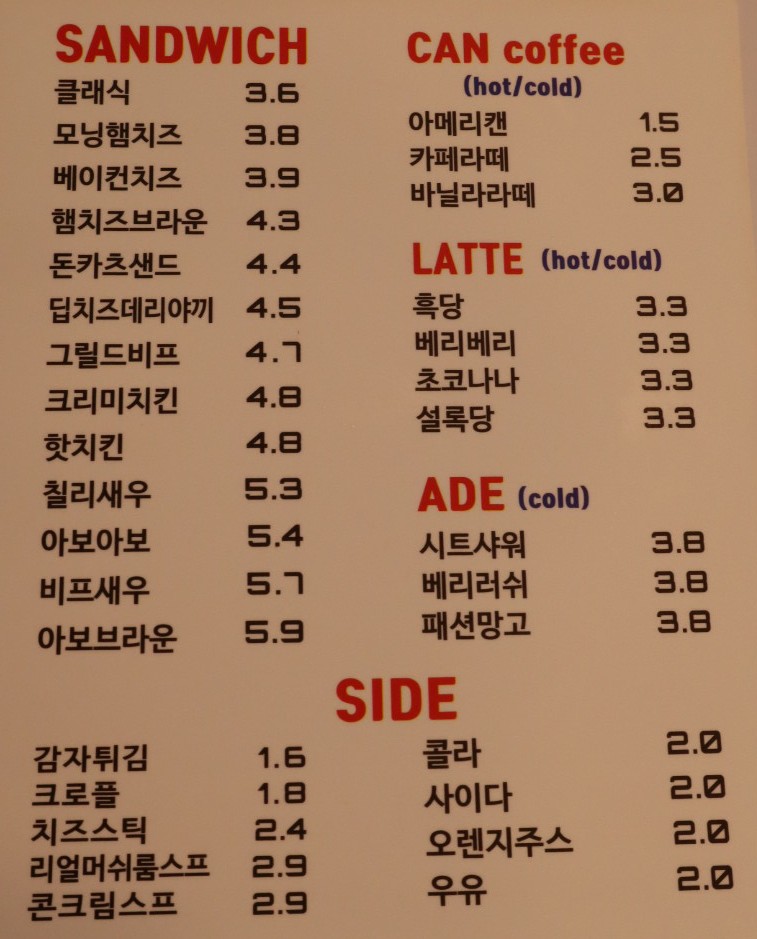 SANDWICH
클래식 3.6
모닝햄치즈 3.8
베이컨치즈 3.9
햄치즈브라운 4.3
돈카츠샌드 4.4
딥치즈데리야끼 4.5
그릴드비프 4.7
크리미치킨 4.8
핫치킨 4.8
칠리새우 5.3
아보아보 5.4
비프새우 5.7
아보브라운 5.9
CAN coffee
(hot/cold)
아메리캔 1.5
카페라떼 2.5
바닐라라떼 3.0
LATTE (hot/cold)
흑당 3.3
베리베리 3.3
초코나나 3.3
설록당 3.3
ADE (cold)
시트샤워 3.8
베리러쉬 3.8
패션망고 3.8
SIDE
감자튀김 1.6
크로플 1.8
치즈스틱 2.4
리얼머쉬룸스프 2.9
콘크림스프 2.9
콜라 2.0
사이다 2.0
오렌지주스 2.0
우유 2.0